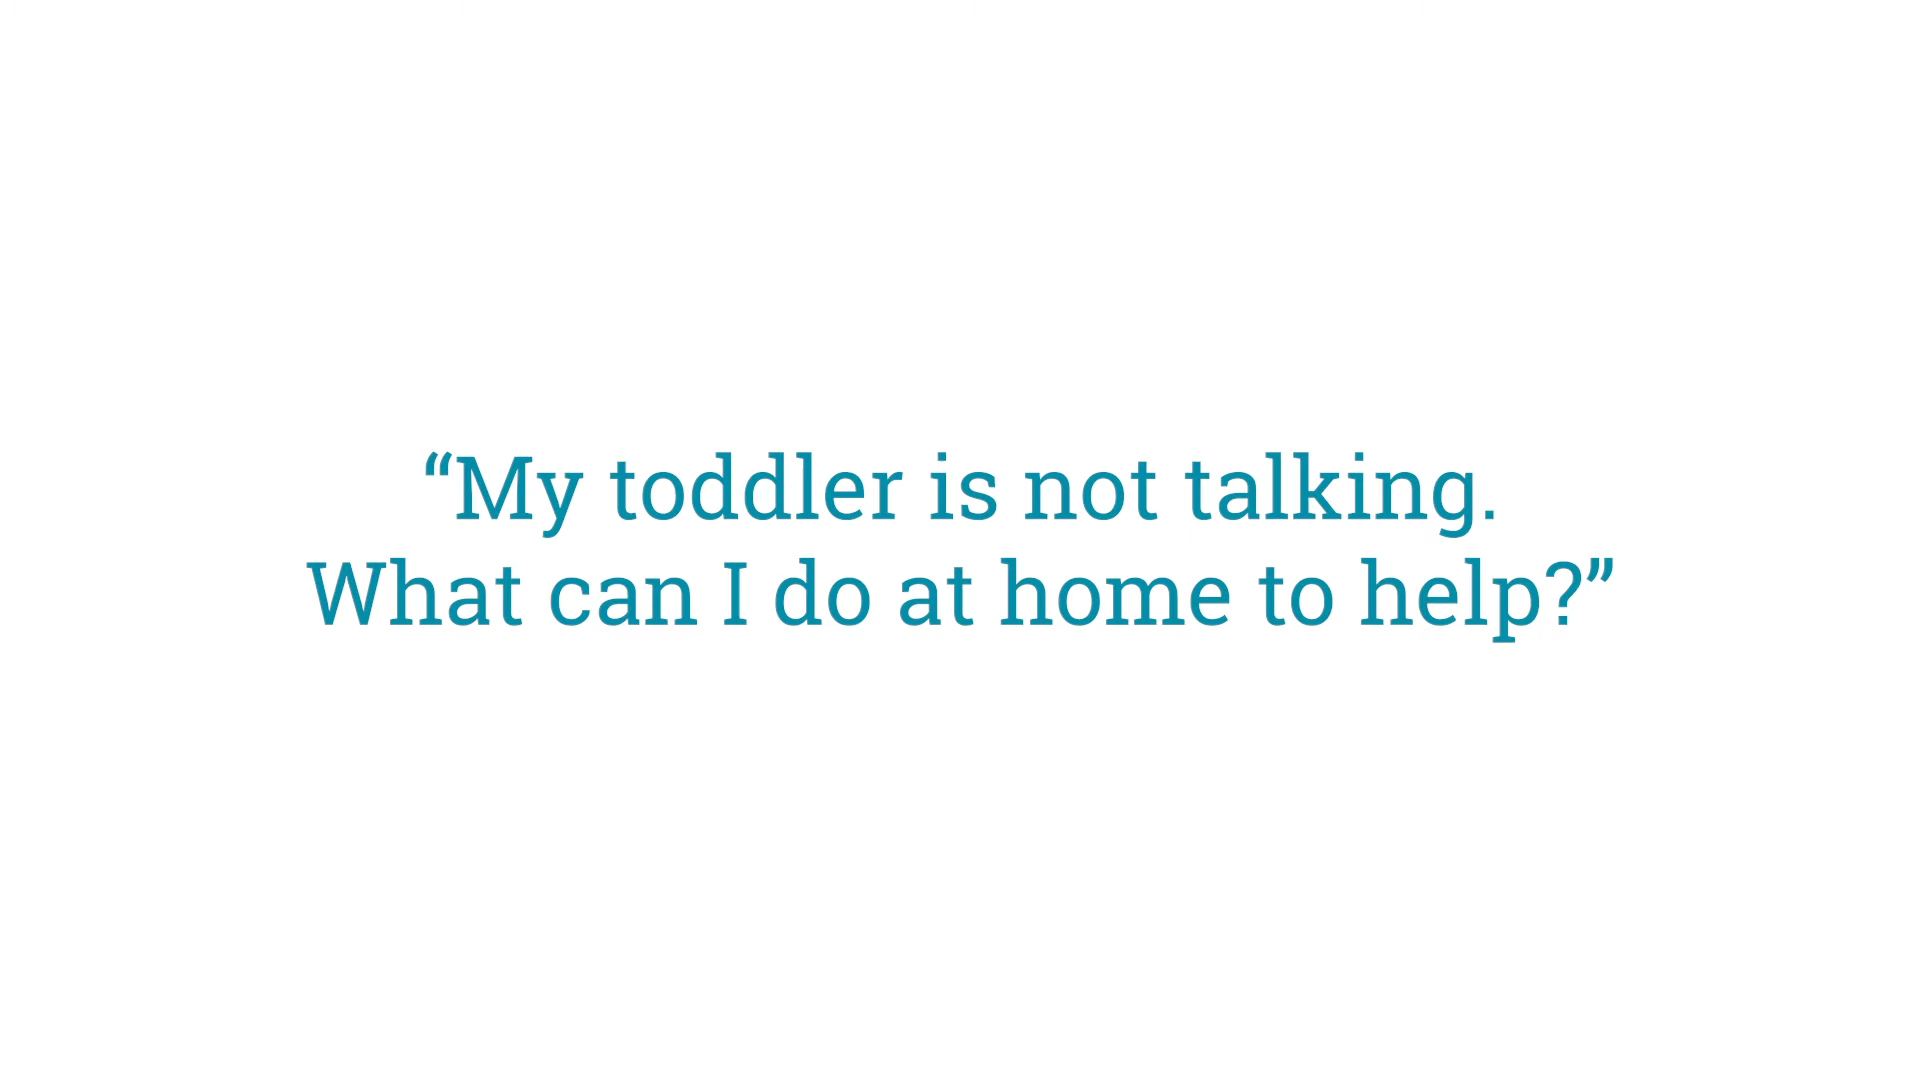 “My toddler is not talking.
What can I do at home to help?”